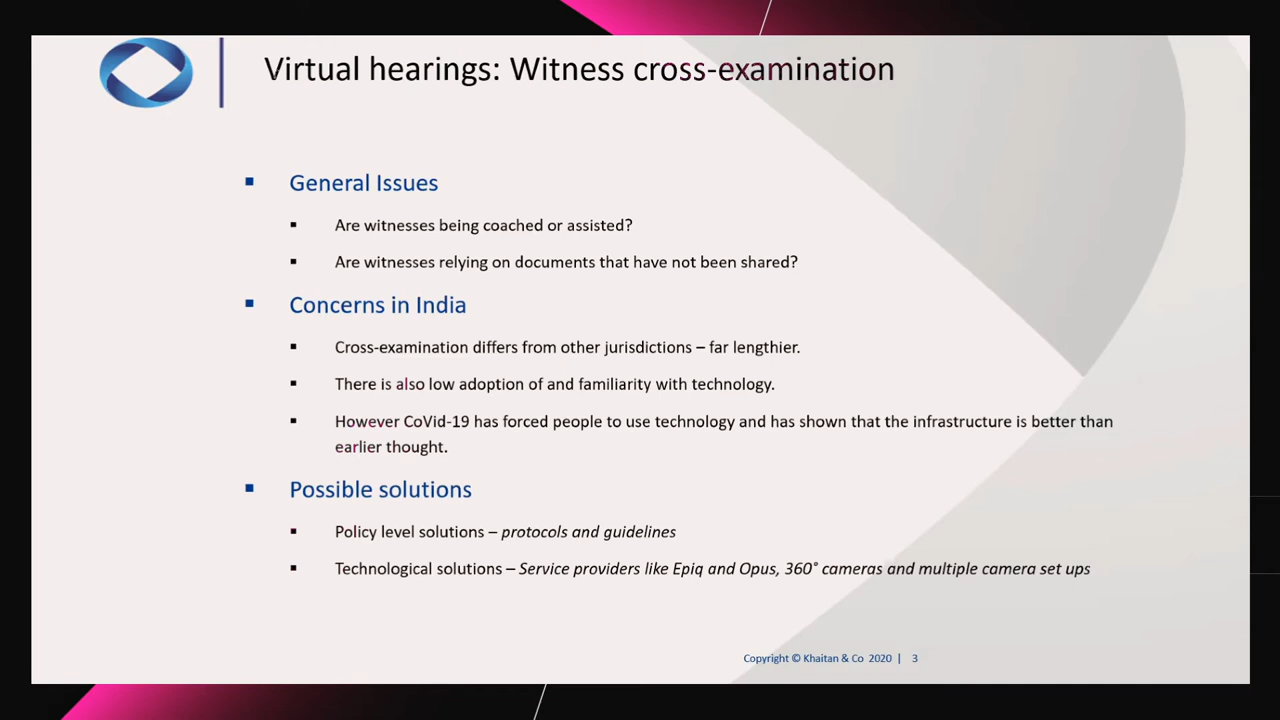 Virtual hearings: Witness cross-examination
▪ General Issues
▪ Are witnesses being coached or assisted?
▪ Are witnesses relying on documents that have not been shared?
▪ Concerns in India
▪ Cross-examination differs from other jurisdictions – far lengthier.
▪ There is also low adoption of and familiarity with technology.
▪ However CoVid-19 has forced people to use technology and has shown that the infrastructure is better than
earlier thought.
▪ Possible solutions
▪ Policy level solutions – protocols and guidelines
▪ Technological solutions – Service providers like Epiq and Opus, 360° cameras and multiple camera set ups
Copyright © Khaitan & Co 2020 | 3